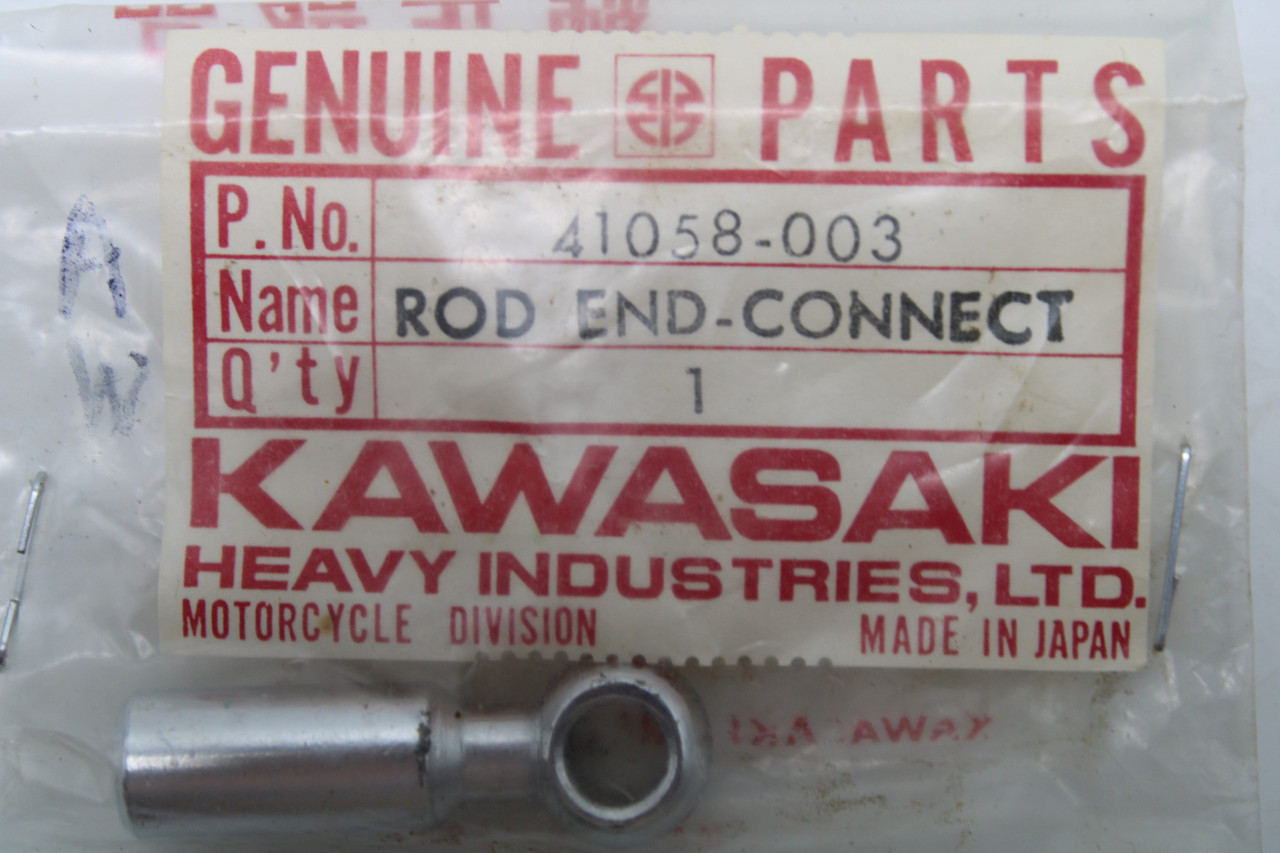 GENUINE PARTS
P. No. 41058-003
Name ROD END-CONNECT
Q'ty 1
KAWASAKI
HEAVY INDUSTRIES, LTD.
MOTORCYCLE DIVISION MADE IN JAPAN
A
W